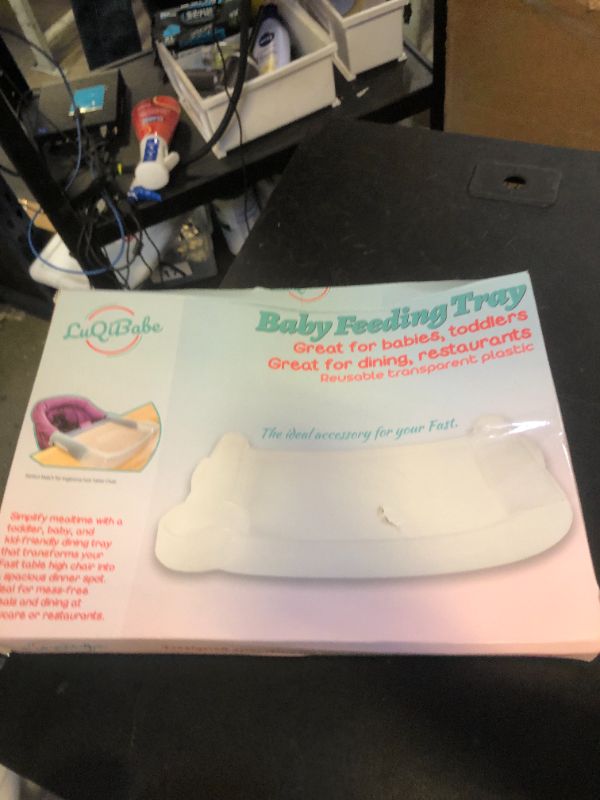 LuQiBabe
Baby Feeding Tray
Great for babies, toddlers
Great for dining, restaurants
Reusable transparent plastic
The ideal accessory for your Fast.
Simplify mealtime with a
toddler, baby, and
kid-friendly dining tray
that transforms your
Fast table high chair into
spacious dinner spot.
eal for mess-free
eals and dining at
ycare or restaurants.